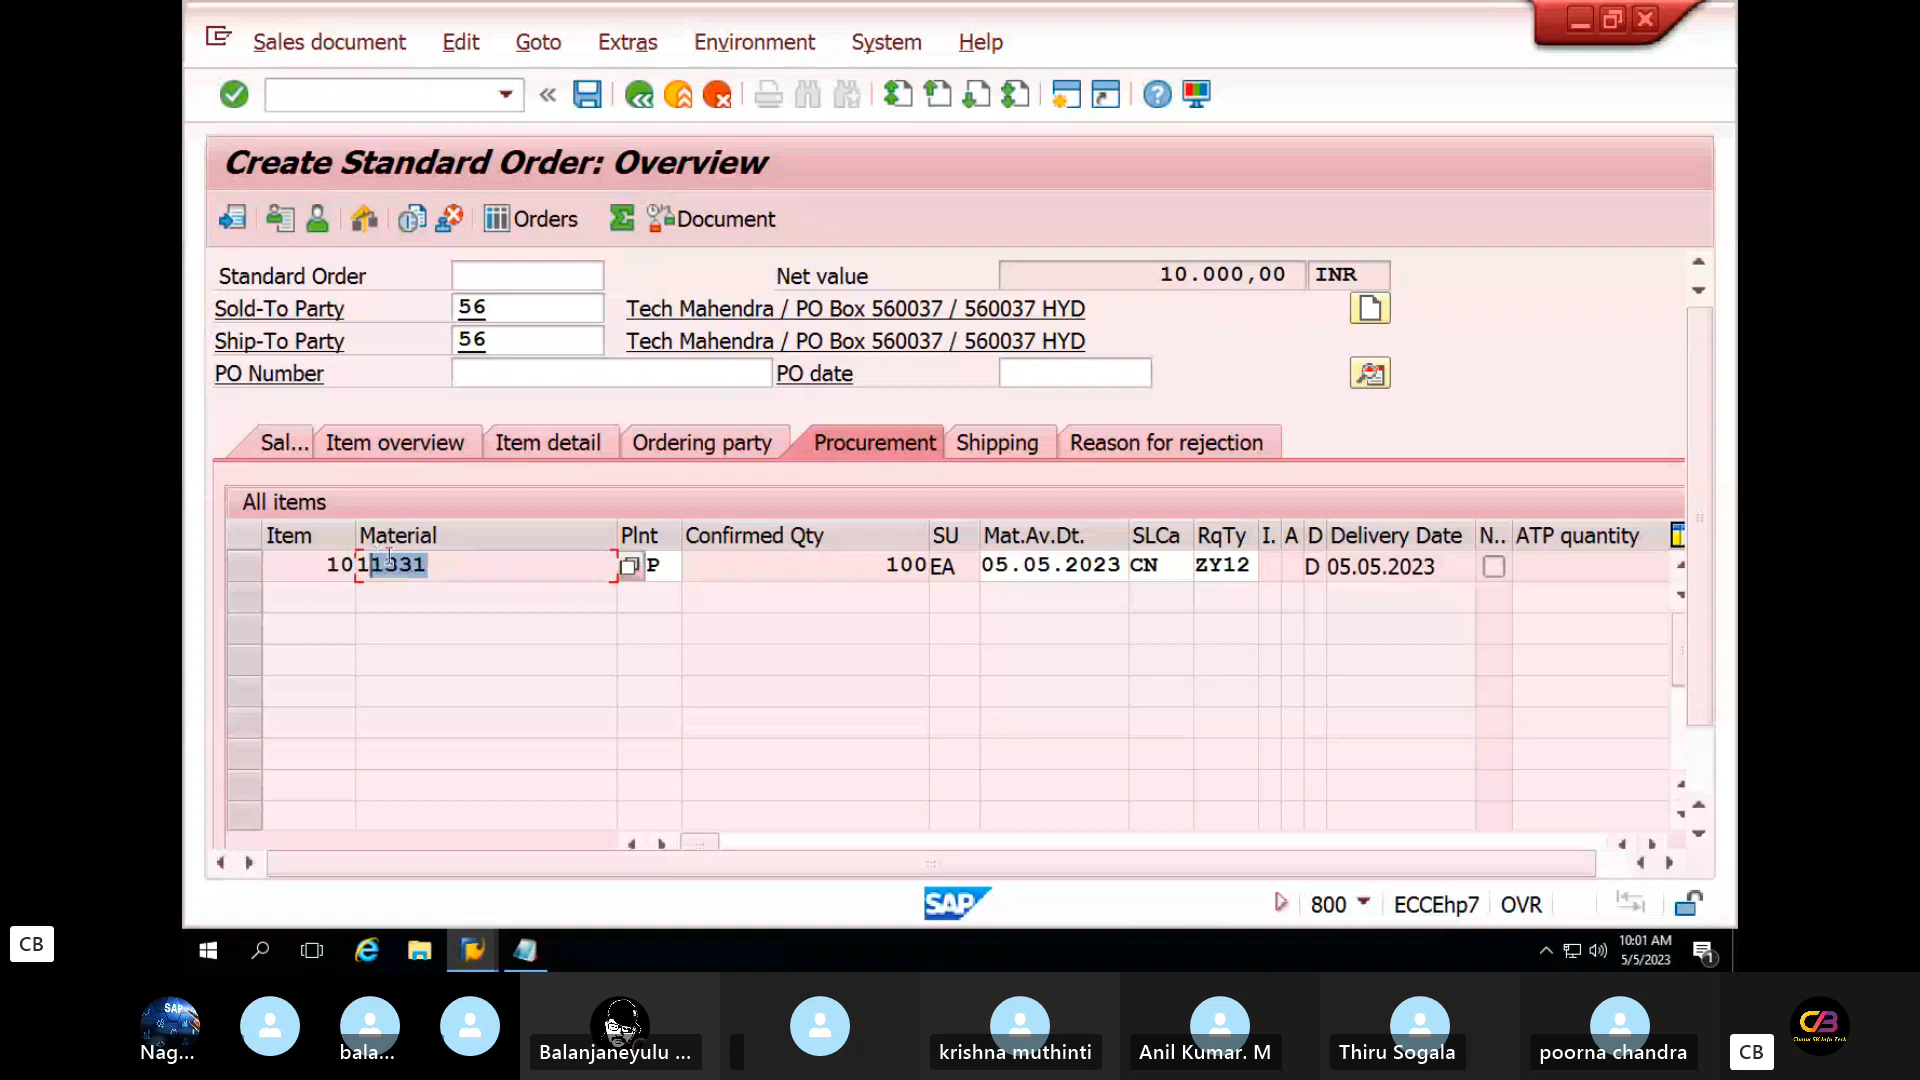 Sales document Edit Goto Extras Environment System Help
Create Standard Order: Overview
Orders Document
Standard Order Net value 10.000,00 INR
Sold-To Party 56 Tech Mahendra / PO Box 560037 / 560037 HYD
Ship-To Party 56 Tech Mahendra / PO Box 560037 / 560037 HYD
PO Number PO date
Sal... Item overview Item detail Ordering party Procurement Shipping Reason for rejection
All items
Item Material Plnt Confirmed Qty SU Mat.Av.Dt. SLCa RqTy I. A D Delivery Date N.. ATP quantity
10 11331 P 100 EA 05.05.2023 CN ZY12 D 05.05.2023
SAP 800 ECCEhp7 OVR
CB
10:01 AM
5/5/2023
1
SAP
Nag... bala... Balanjaneyulu ... krishna muthinti Anil Kumar. M Thiru Sogala poorna chandra CB